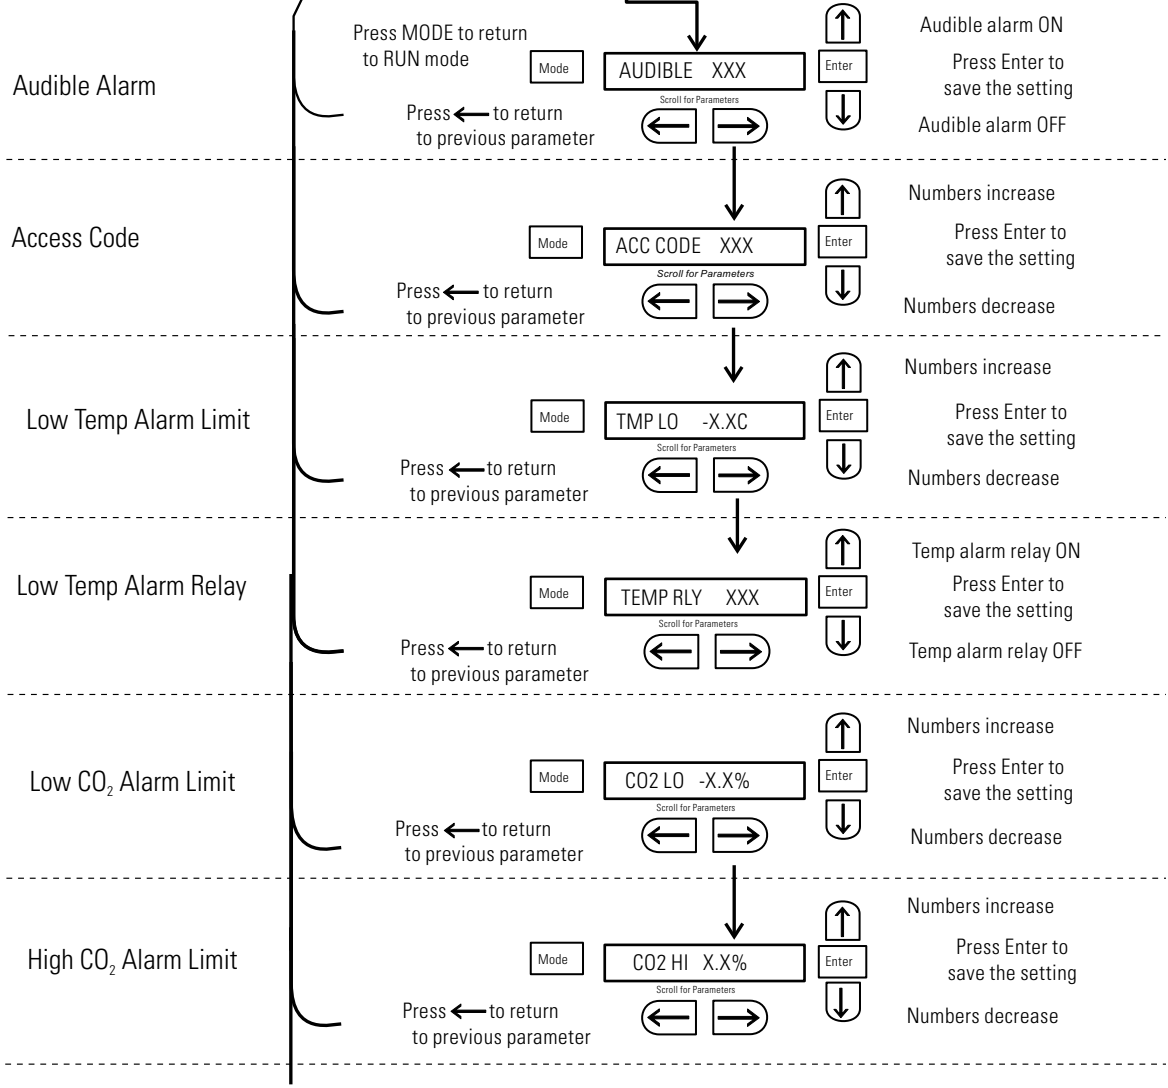 Audible Alarm
Press MODE to return
to RUN mode
Mode
AUDIBLE XXX
Scroll for Parameters
Press ← to return
to previous parameter
Audible alarm ON
Enter
Press Enter to
save the setting
Audible alarm OFF
Access Code
Mode
ACC CODE XXX
Scroll for Parameters
Press ← to return
to previous parameter
Numbers increase
Enter
Press Enter to
save the setting
Numbers decrease
Low Temp Alarm Limit
Mode
TMP LO -X.XC
Scroll for Parameters
Press ← to return
to previous parameter
Numbers increase
Enter
Press Enter to
save the setting
Numbers decrease
Low Temp Alarm Relay
Mode
TEMP RLY XXX
Scroll for Parameters
Press ← to return
to previous parameter
Temp alarm relay ON
Enter
Press Enter to
save the setting
Temp alarm relay OFF
Low CO₂ Alarm Limit
Mode
CO2 LO -X.X%
Scroll for Parameters
Press ← to return
to previous parameter
Numbers increase
Enter
Press Enter to
save the setting
Numbers decrease
High CO₂ Alarm Limit
Mode
CO2 HI X.X%
Scroll for Parameters
Press ← to return
to previous parameter
Numbers increase
Enter
Press Enter to
save the setting
Numbers decrease